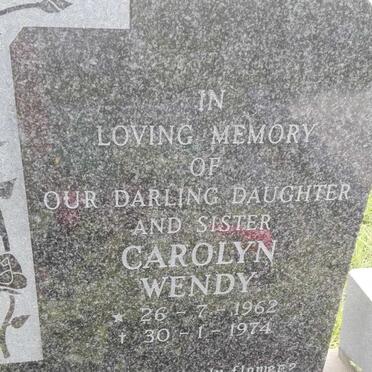 IN
LOVING MEMORY
OF
OUR DARLING DAUGHTER
AND SISTER
CAROLYN
WENDY
★ 26 - 7 - 1962
† 30 - 1 - 1974